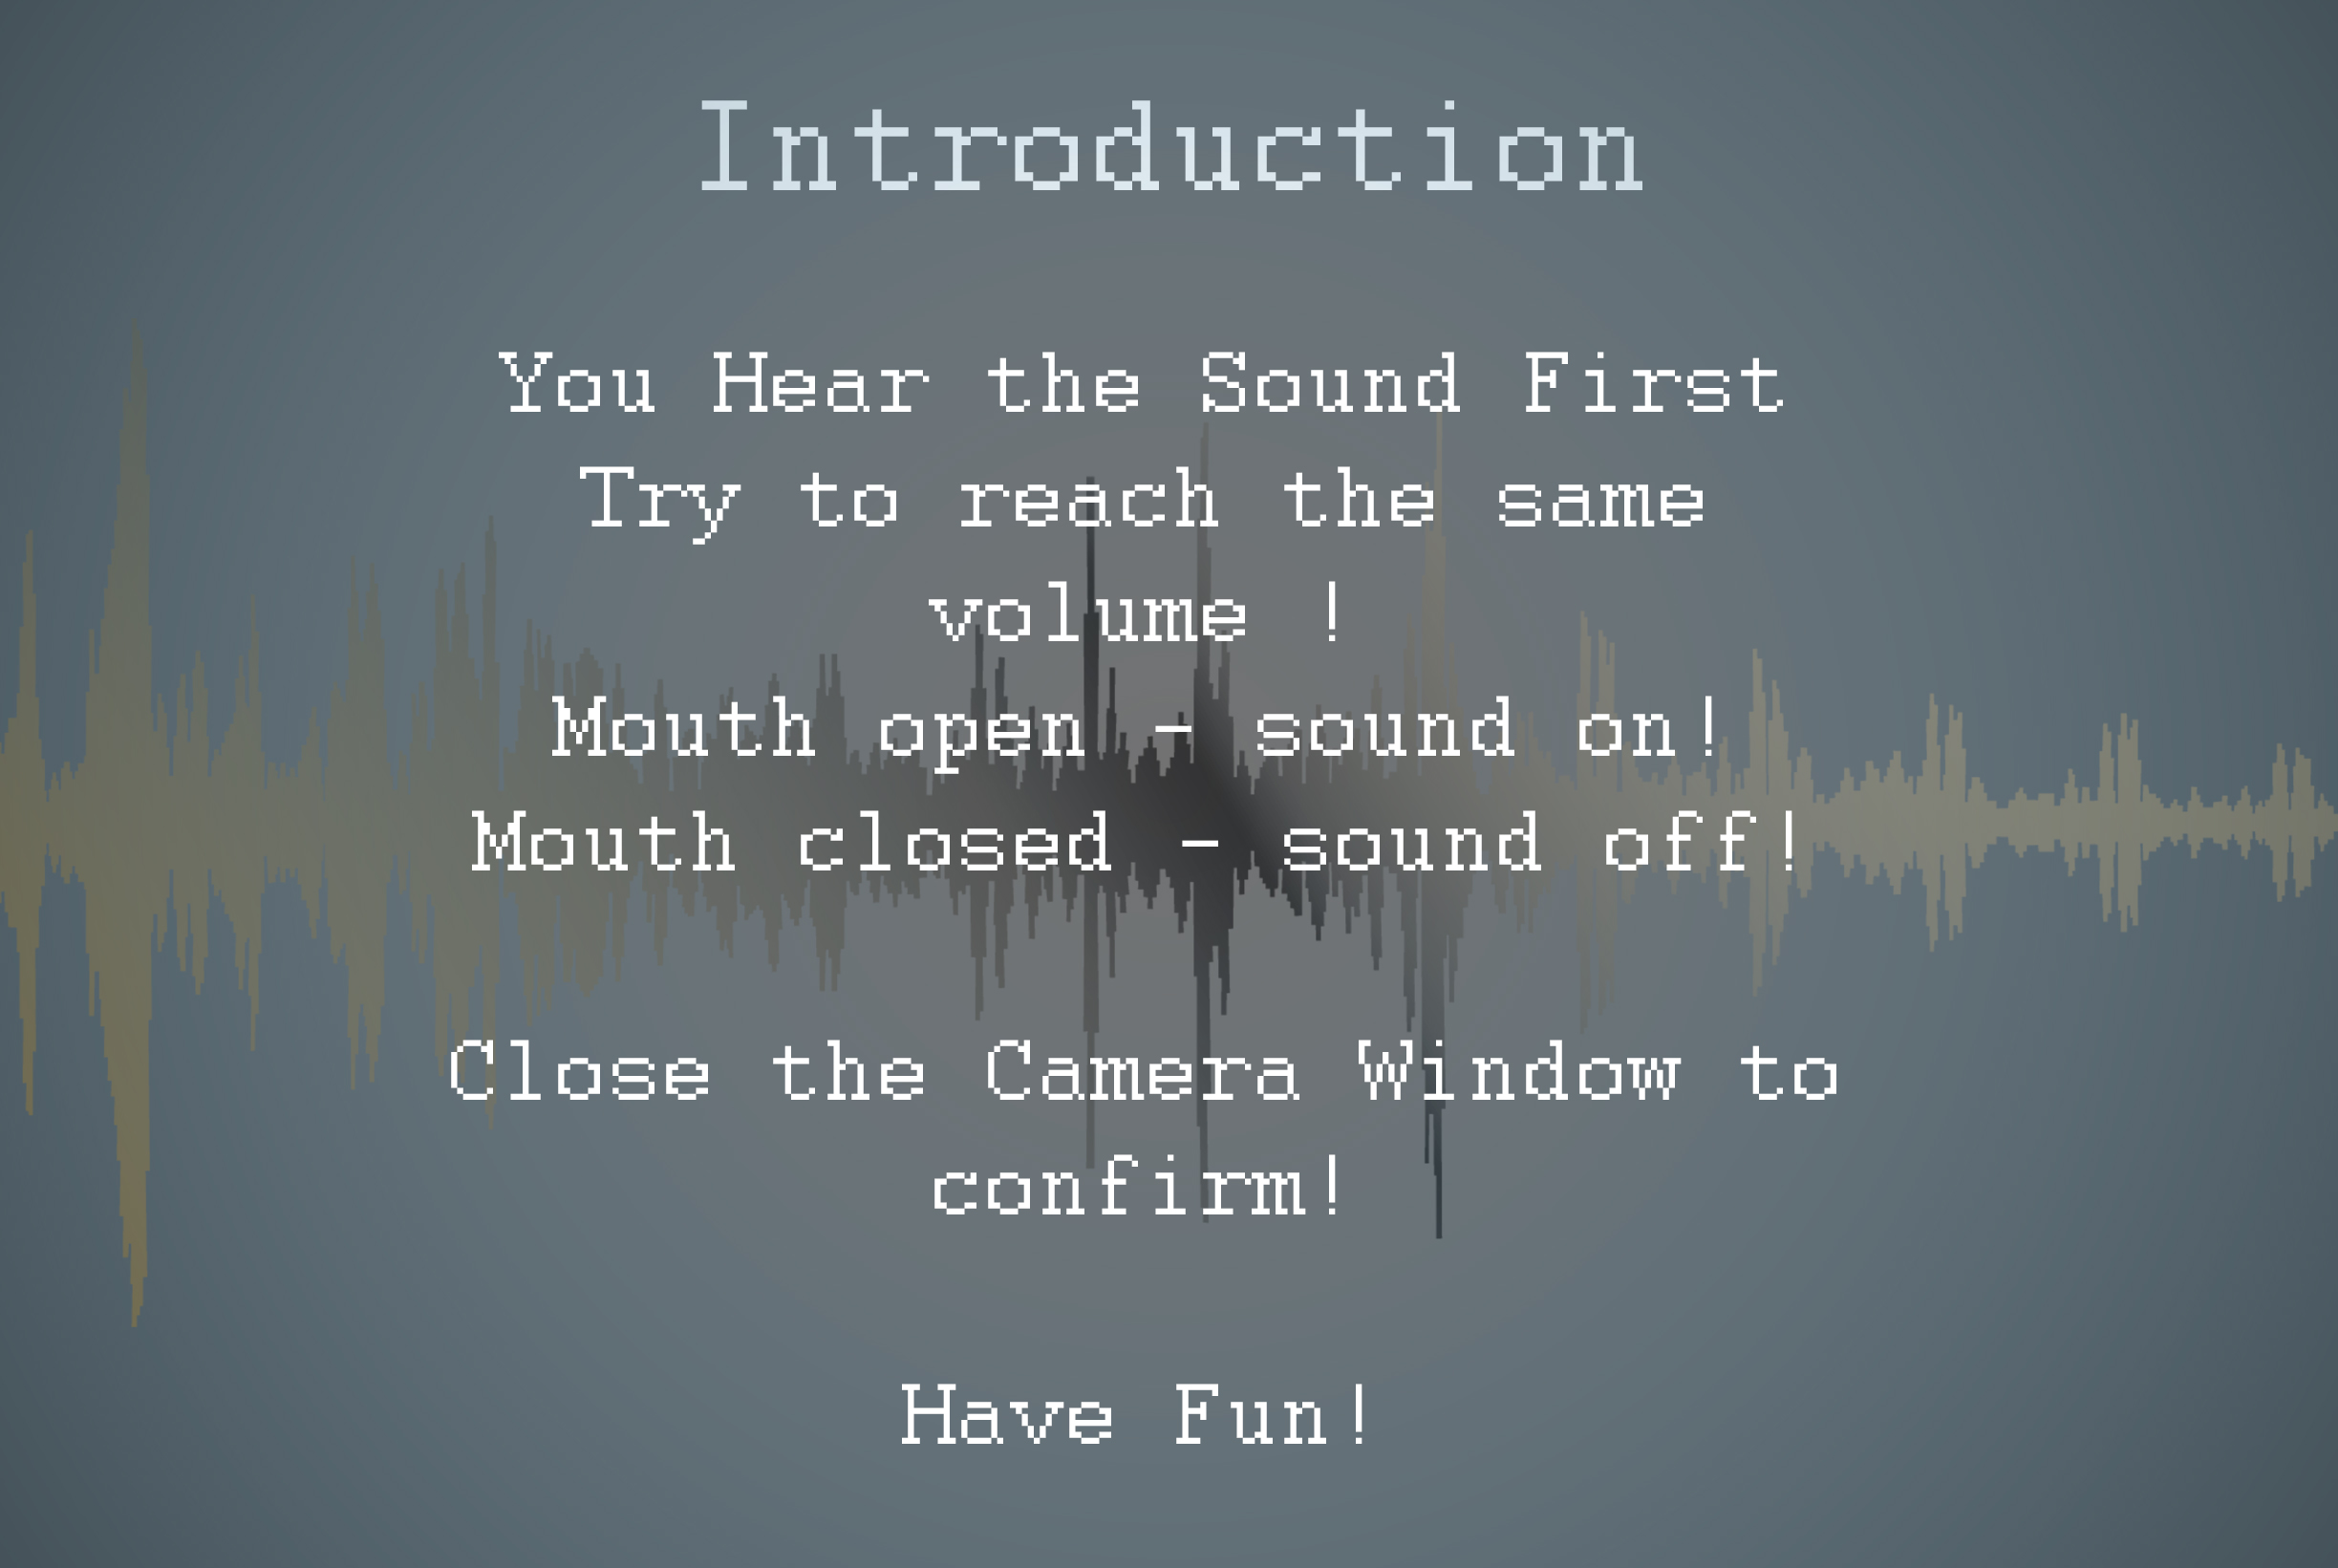 Introduction
You Hear the Sound First
Try to reach the same
volume !
Mouth open - sound on!
Mouth closed - sound off!
Close the Camera Window to
confirm!
Have Fun!